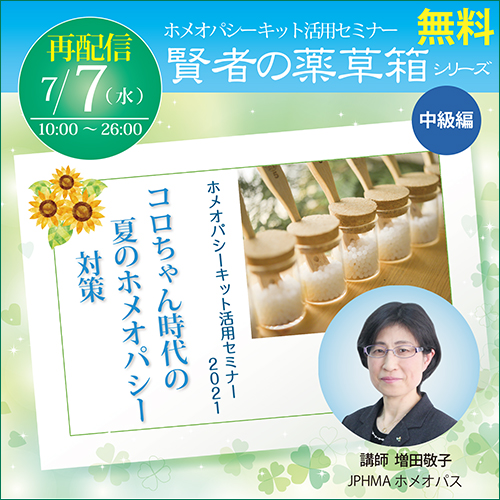 再配信
7/7(水)
10:00〜26:00
ホメオパシーキット活用セミナー
無料
賢者の薬草箱シリーズ
中級編
ホメオパシーキット活用セミナー2021
コロちゃん時代の
夏のホメオパシー
対策
講師 増田敬子
JPHMA ホメオパス